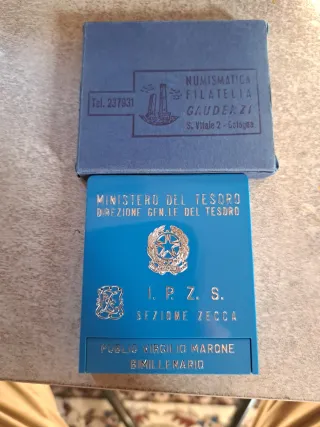 NUMISMATICA
FILATELIA
GAUDENZI
Tel. 237931
S. Vitale 2 - Bologna
MINISTERO DEL TESORO
DIREZIONE GEN.LE DEL TESORO
I. P. Z. S.
SEZIONE ZECCA
PUBLIO VIRGILIO MARONE
BIMILLENARIO